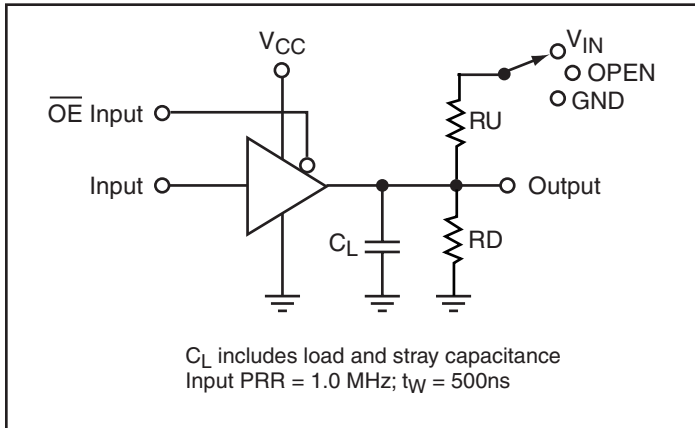 V_CC
V_IN
OPEN
GND
O̅E̅ Input
RU
Input
Output
C_L
RD
C_L includes load and stray capacitance
Input PRR = 1.0 MHz; t_W = 500ns